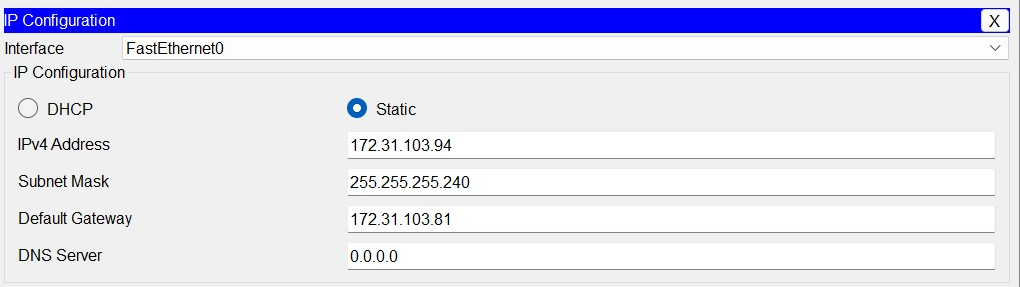 IP Configuration X
Interface FastEthernet0
IP Configuration
DHCP Static
IPv4 Address 172.31.103.94
Subnet Mask 255.255.255.240
Default Gateway 172.31.103.81
DNS Server 0.0.0.0